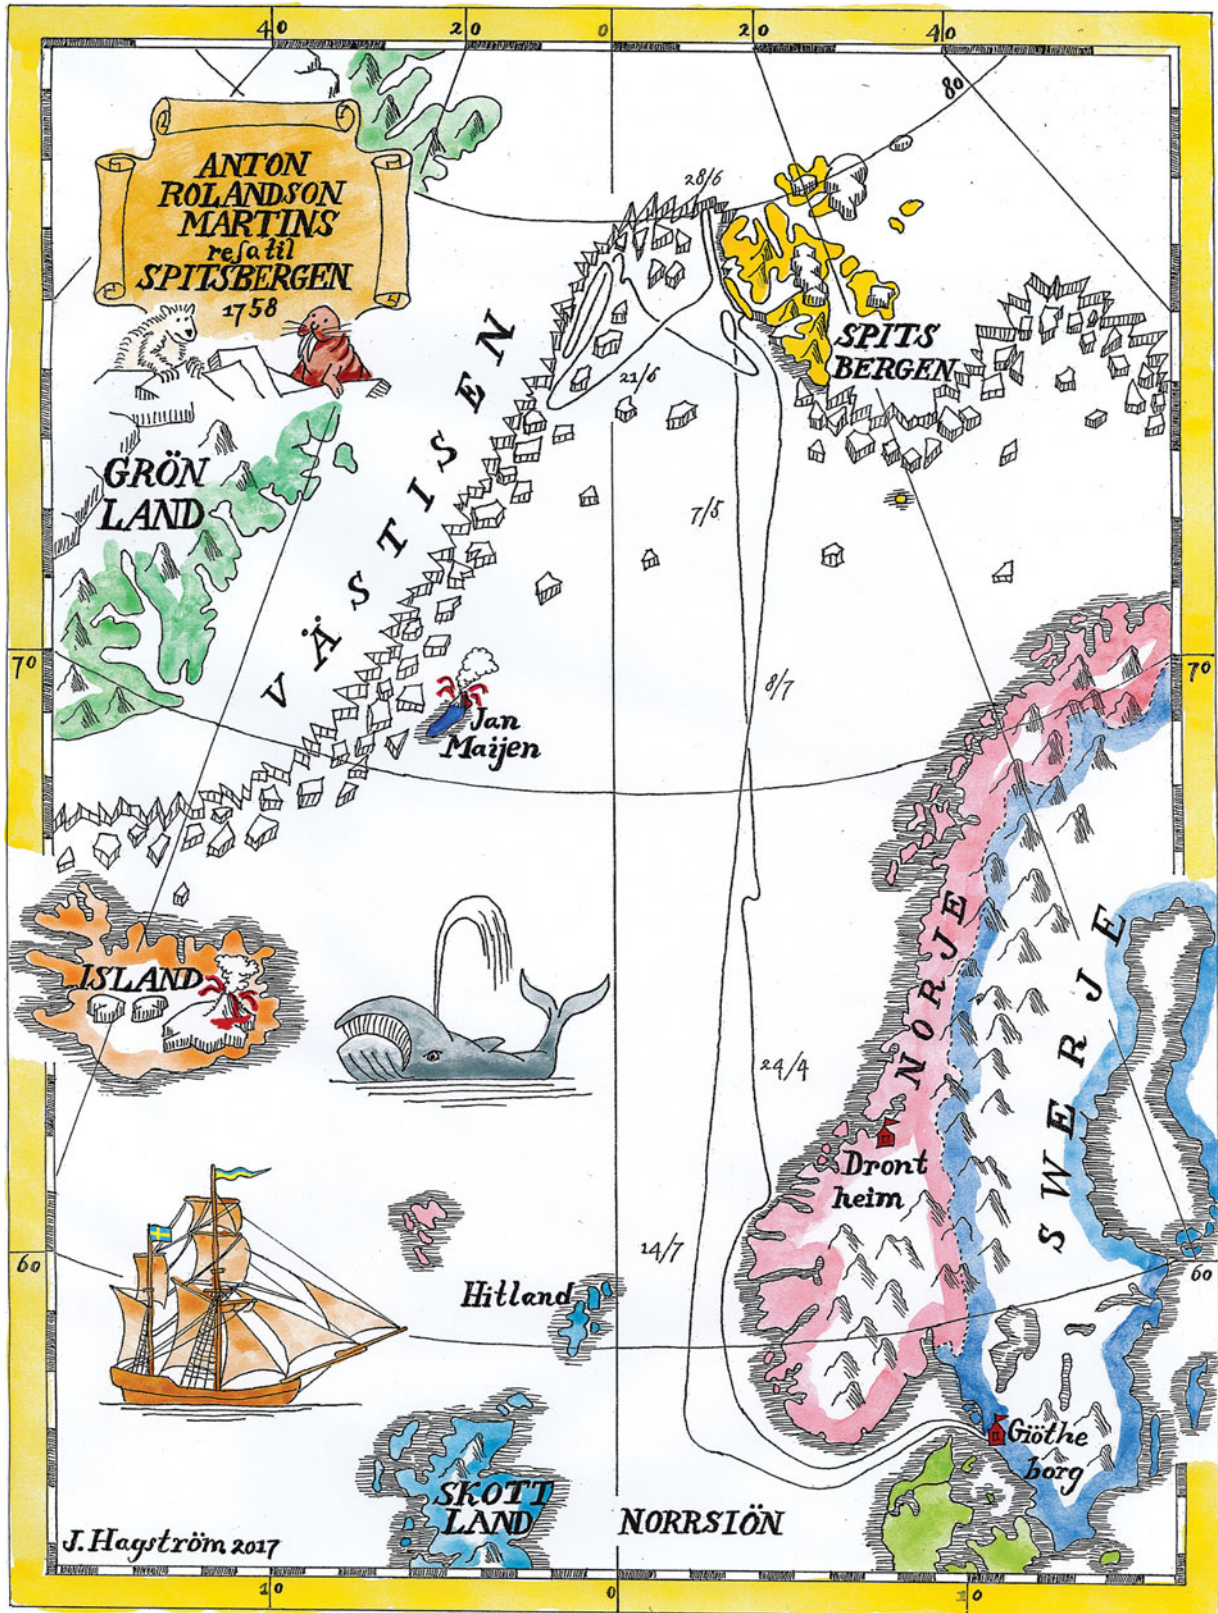 40
20
0
20
40
80
ANTON
ROLANDSON
MARTINS
resa til
SPITSBERGEN
1758
28/6
SPITS
BERGEN
21/6
GRÖN
LAND
VÄSTISEN
7/5
70
70
8/7
Jan
Maijen
ISLAND
NORJE
SWERJE
24/4
Dront
heim
14/7
60
60
Hitland
Giöthe
borg
SKOTT
LAND
NORRSIÖN
J. Hagström 2017
10
0
10